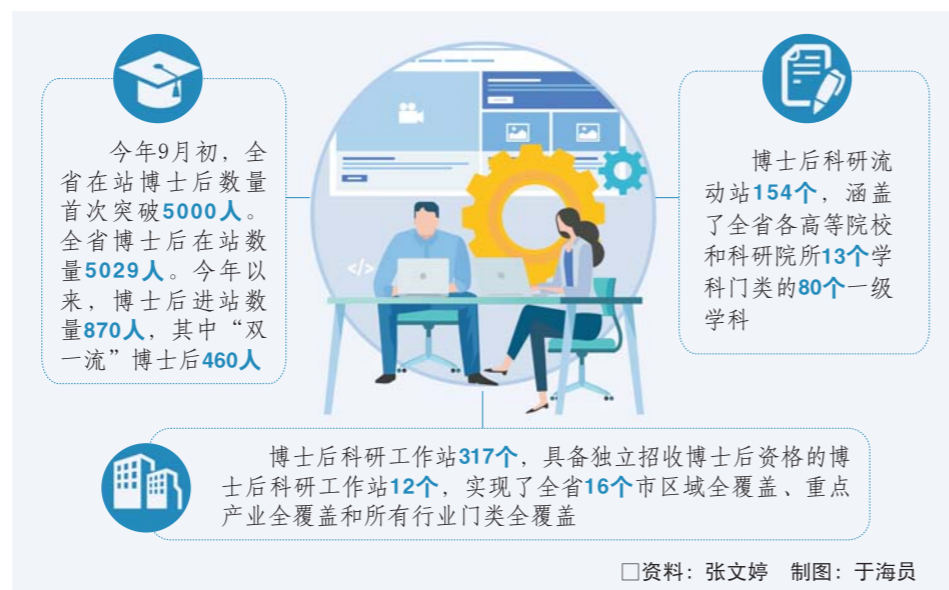 今年9月初，全
省在站博士后数量
首次突破5000人。
全省博士后在站数
量5029人。今年以
来，博士后进站数
量870人，其中“双
一流”博士后460人
博士后科研流
动站154个，涵盖
了全省各高等院校
和科研院所13个学
科门类的80个一级
学科
</>
博士后科研工作站317个，具备独立招收博士后资格的博
士后科研工作站12个，实现了全省16个市区域全覆盖、重点
产业全覆盖和所有行业门类全覆盖
□资料：张文婷 制图：于海员